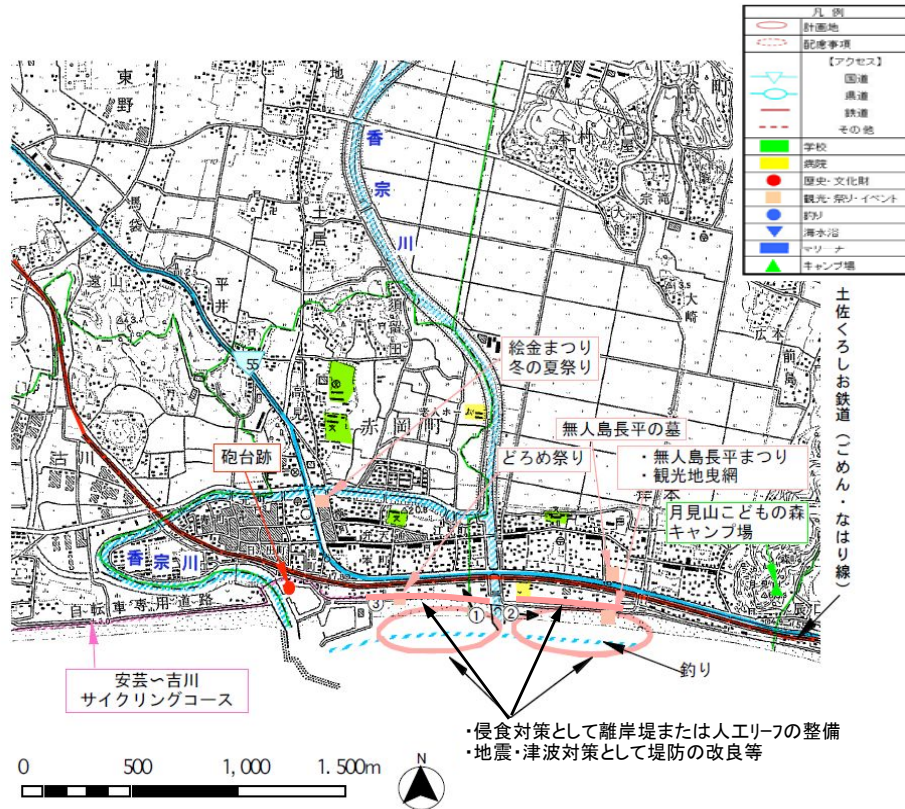 凡 例
計画地
配慮事項
【アクセス】
国道
県道
鉄道
その他
学校
病院
歴史・文化財
観光・祭り・イベント
釣り
海水浴
マリーナ
キャンプ場
東野
香宗川
土居
平井
遠山
大崎
55
赤岡町
古川
絵金まつり
冬の夏祭り
砲台跡
どろめ祭り
無人島長平の墓
・無人島長平まつり
・観光地曳網
月見山こどもの森
キャンプ場
土佐くろしお鉄道（ごめん・なはり線）
香宗川
自転車専用道路
③
①
②
釣り
安芸～吉川
サイクリングコース
・侵食対策として離岸堤または人工リーフの整備
・地震・津波対策として堤防の改良等
0 500 1,000 1.500m
N